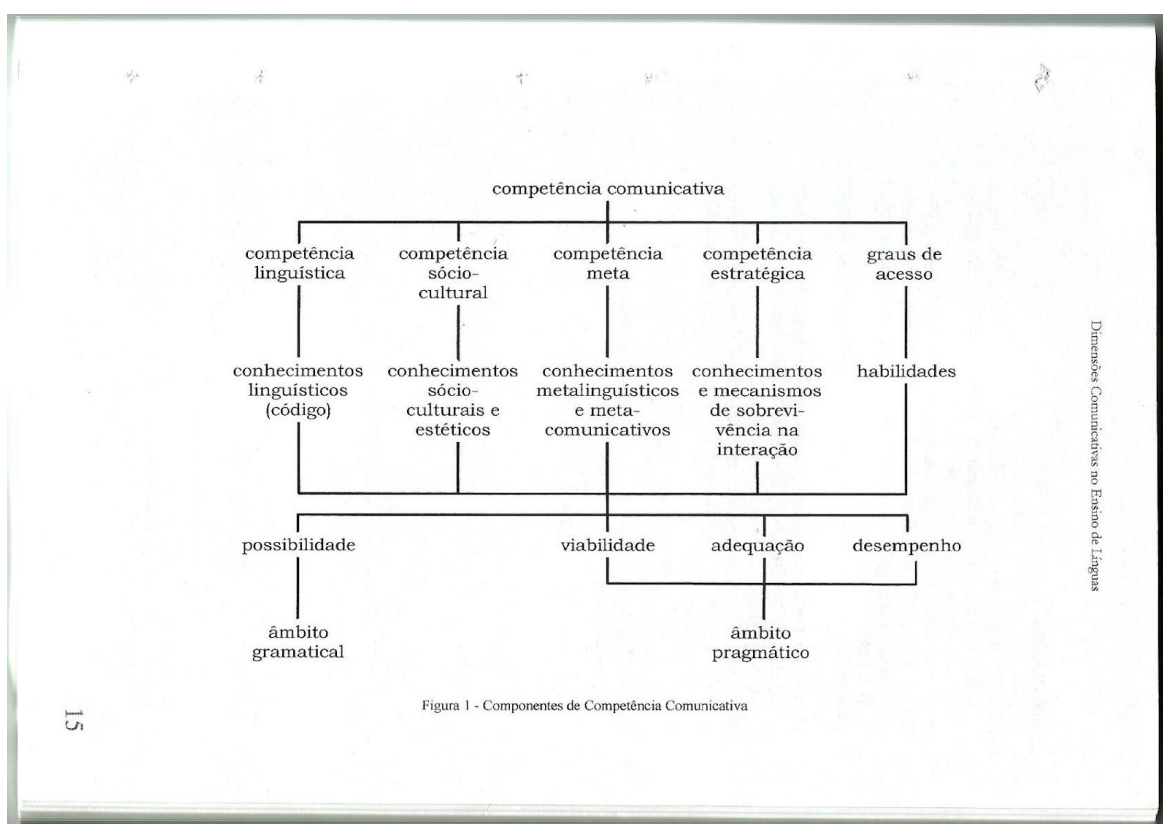 competência comunicativa
competência
linguística
competência
sócio-
cultural
competência
meta
competência
estratégica
graus de
acesso
conhecimentos
linguísticos
(código)
conhecimentos
sócio-
culturais e
estéticos
conhecimentos
metalinguísticos
e meta-
comunicativos
conhecimentos
e mecanismos
de sobrevi-
vência na
interação
habilidades
possibilidade
viabilidade
adequação
desempenho
âmbito
gramatical
âmbito
pragmático
Figura 1 - Componentes de Competência Comunicativa
Dimensões Comunicativas no Ensino de Línguas
15